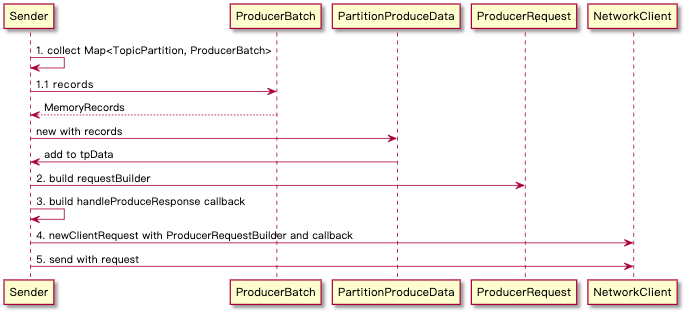 Sender
ProducerBatch
PartitionProduceData
ProducerRequest
NetworkClient
1. collect Map<TopicPartition, ProducerBatch>
1.1 records
MemoryRecords
new with records
add to tpData
2. build requestBuilder
3. build handleProduceResponse callback
4. newClientRequest with ProducerRequestBuilder and callback
5. send with request
Sender
ProducerBatch
PartitionProduceData
ProducerRequest
NetworkClient